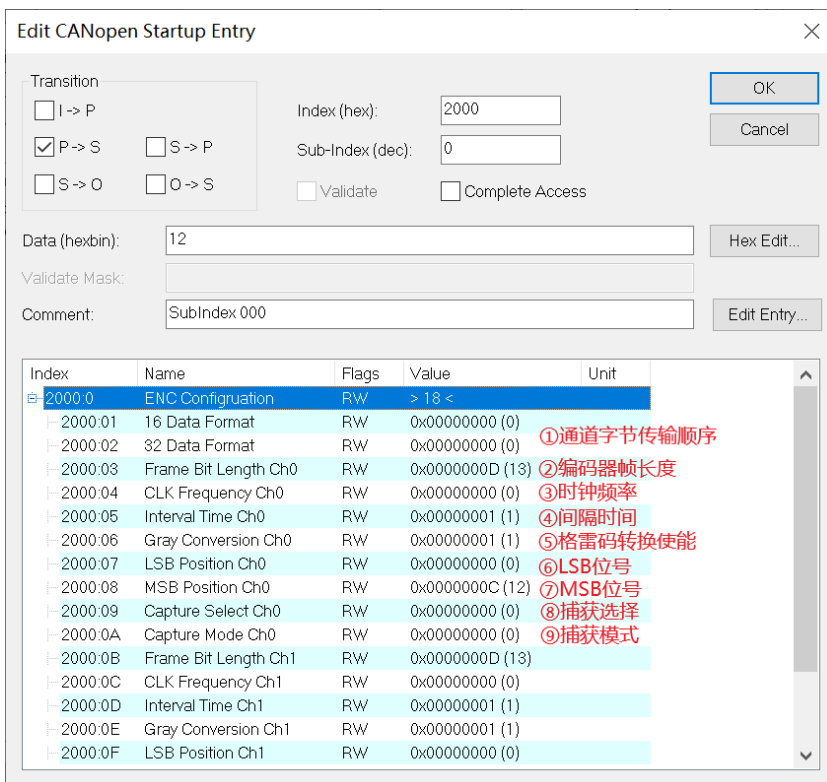 Edit CANopen Startup Entry
Transition
I -> P
P -> S
S -> P
S -> O
O -> S
Index (hex):
2000
Sub-Index (dec):
0
Validate
Complete Access
OK
Cancel
Data (hexbin):
12
Hex Edit...
Validate Mask:
Comment:
SubIndex 000
Edit Entry...
Index Name Flags Value Unit
2000:0 ENC Configruation RW > 18 <
2000:01 16 Data Format RW 0x00000000 (0)
①通道字节传输顺序
2000:02 32 Data Format RW 0x00000000 (0)
2000:03 Frame Bit Length Ch0 RW 0x0000000D (13) ②编码器帧长度
2000:04 CLK Frequency Ch0 RW 0x00000000 (0) ③时钟频率
2000:05 Interval Time Ch0 RW 0x00000001 (1) ④间隔时间
2000:06 Gray Conversion Ch0 RW 0x00000001 (1) ⑤格雷码转换使能
2000:07 LSB Position Ch0 RW 0x00000000 (0) ⑥LSB位号
2000:08 MSB Position Ch0 RW 0x0000000C (12) ⑦MSB位号
2000:09 Capture Select Ch0 RW 0x00000000 (0) ⑧捕获选择
2000:0A Capture Mode Ch0 RW 0x00000000 (0) ⑨捕获模式
2000:0B Frame Bit Length Ch1 RW 0x0000000D (13)
2000:0C CLK Frequency Ch1 RW 0x00000000 (0)
2000:0D Interval Time Ch1 RW 0x00000001 (1)
2000:0E Gray Conversion Ch1 RW 0x00000001 (1)
2000:0F LSB Position Ch1 RW 0x00000000 (0)